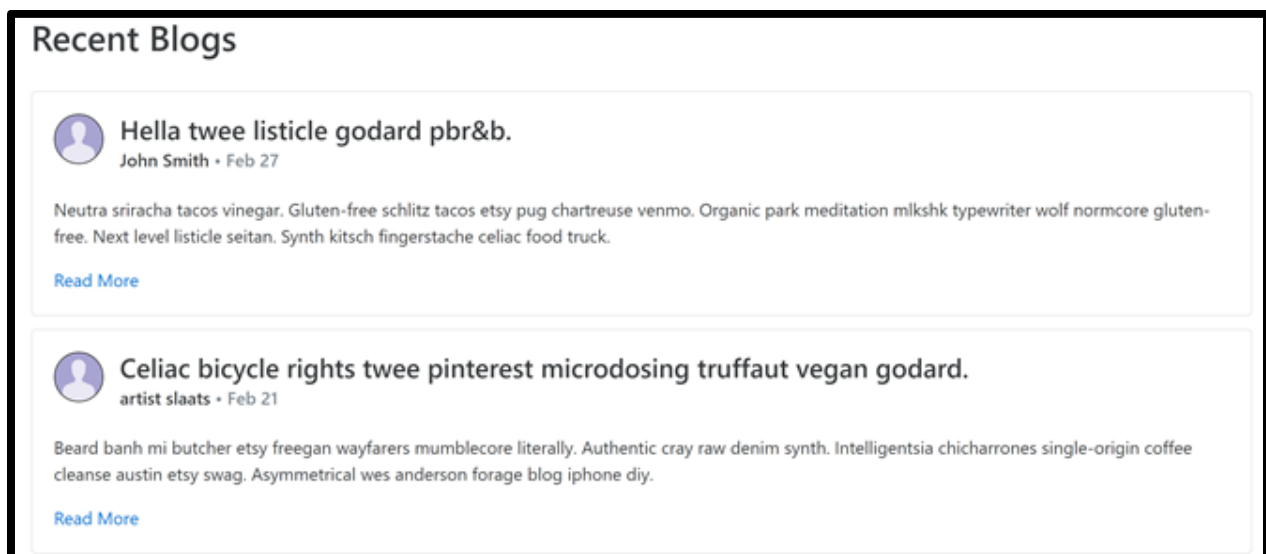 Recent Blogs
Hella twee listicle godard pbr&b.
John Smith • Feb 27
Neutra sriracha tacos vinegar. Gluten-free schlitz tacos etsy pug chartreuse venmo. Organic park meditation mlkshk typewriter wolf normcore gluten-
free. Next level listicle seitan. Synth kitsch fingerstache celiac food truck.
Read More
Celiac bicycle rights twee pinterest microdosing truffaut vegan godard.
artist slaats • Feb 21
Beard banh mi butcher etsy freegan wayfarers mumblecore literally. Authentic cray raw denim synth. Intelligentsia chicharrones single-origin coffee
cleanse austin etsy swag. Asymmetrical wes anderson forage blog iphone diy.
Read More